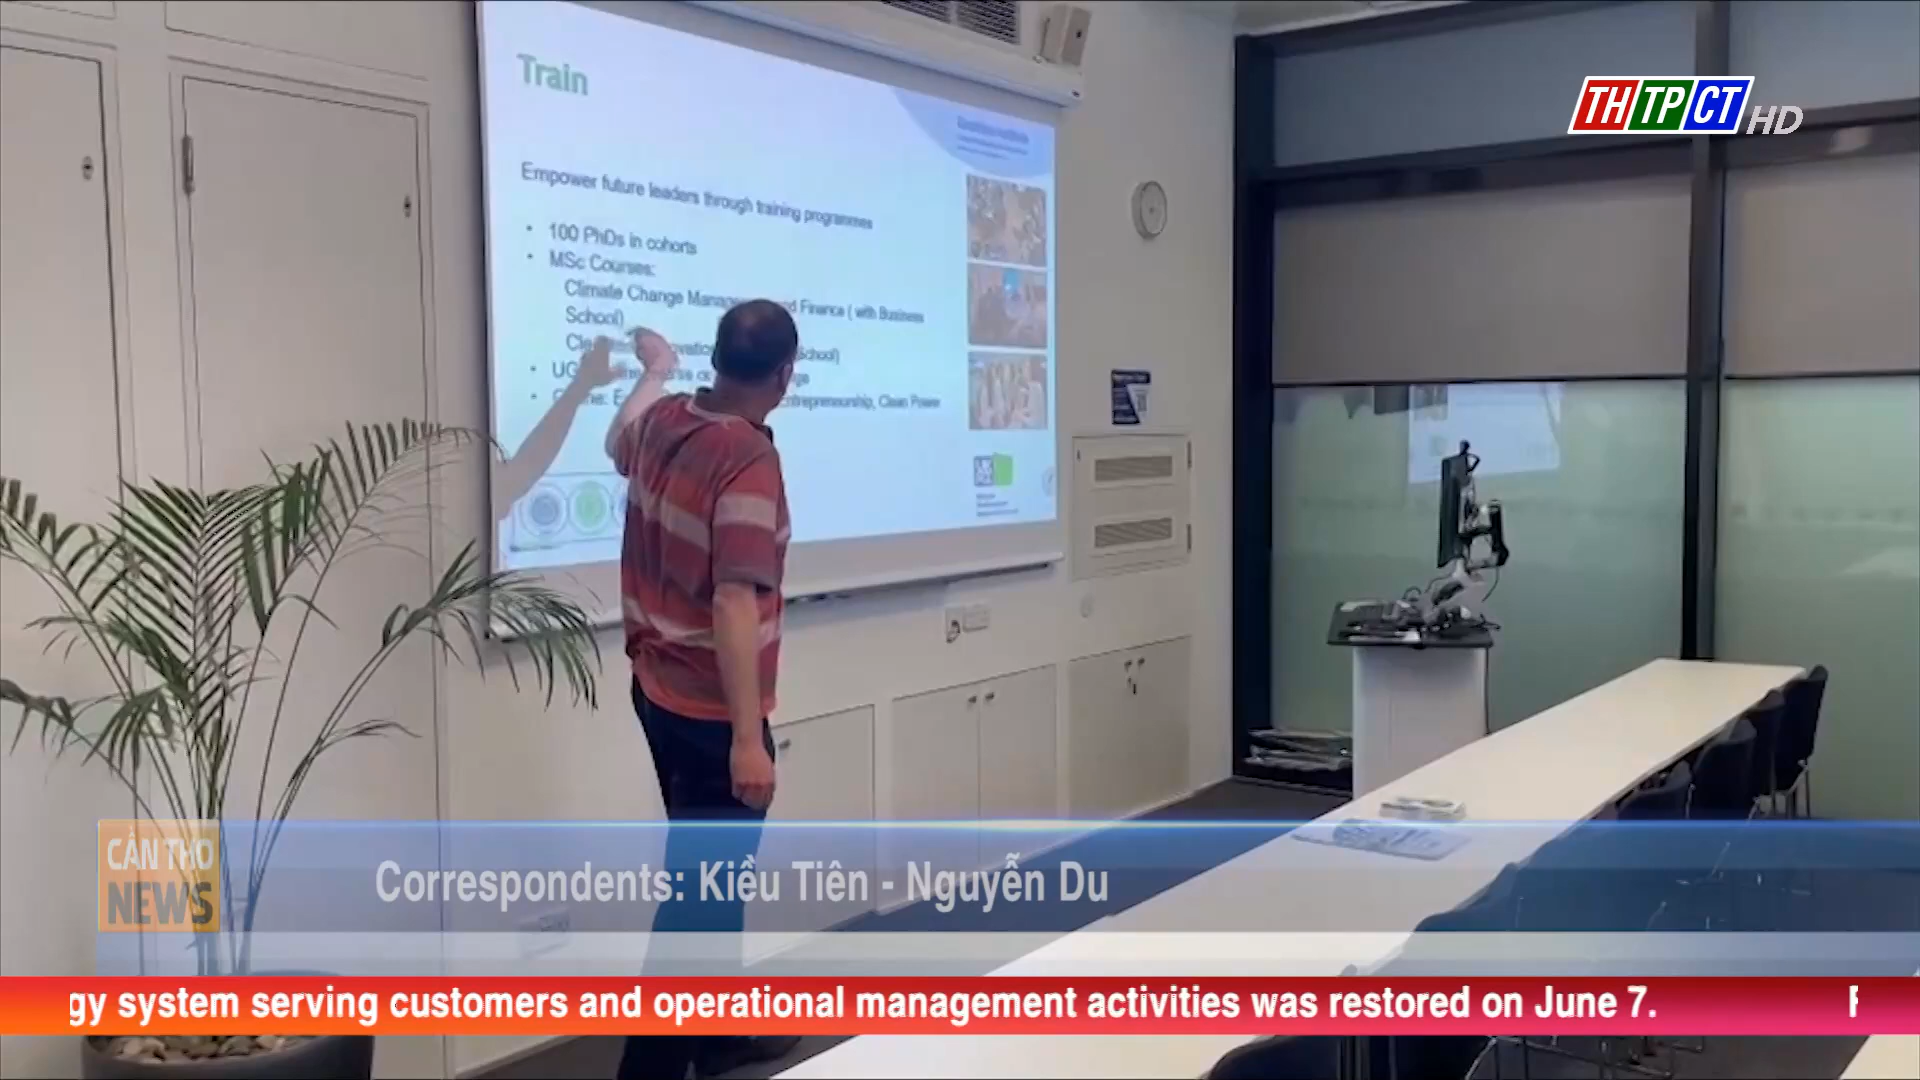 Train
THTPCT HD
Empower future leaders through training programmes
• 100 PhDs in cohorts
• MSc Courses:
Climate Change and Finance ( with Business
School)
School)
Entrepreneurship, Clean Power
CẦN THƠ
NEWS
Correspondents: Kiều Tiên - Nguyễn Du
gy system serving customers and operational management activities was restored on June 7.